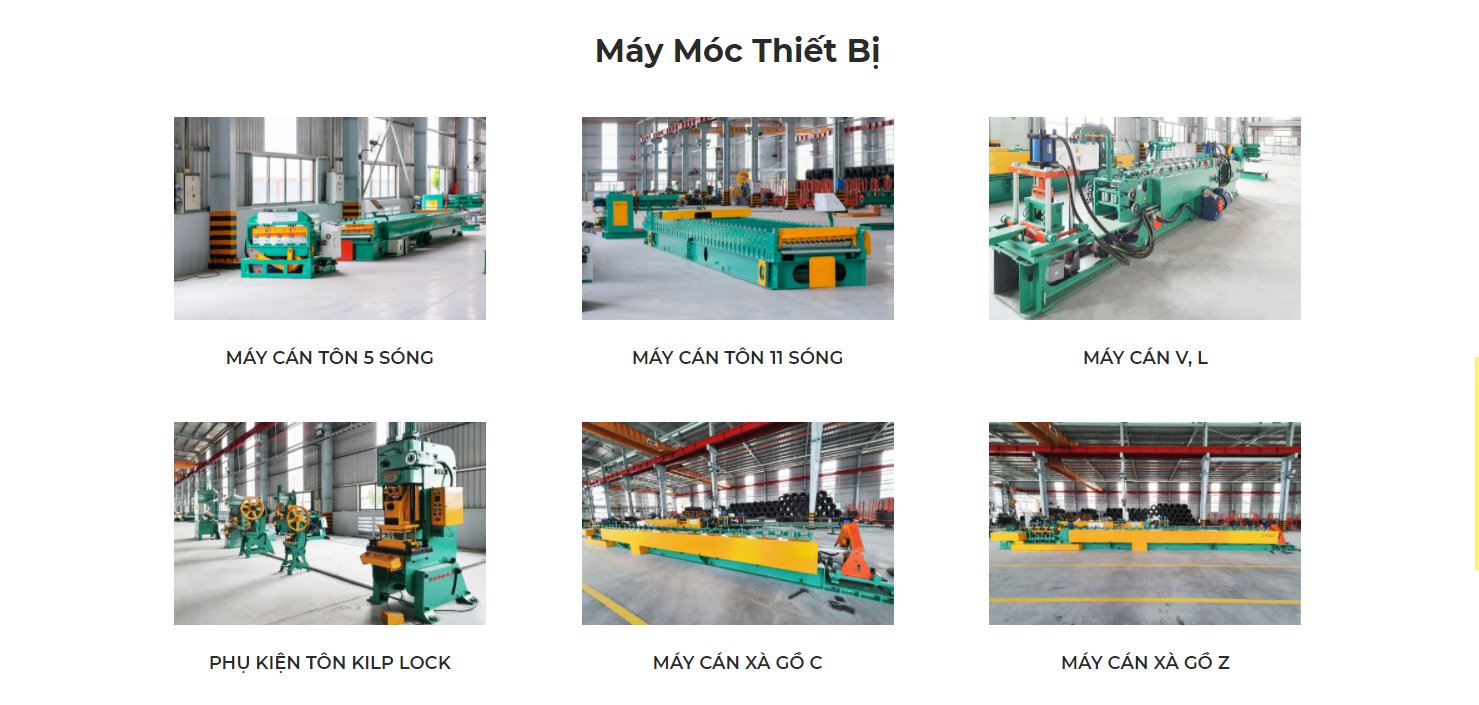 Máy Móc Thiết Bị
MÁY CÁN TÔN 5 SÓNG
MÁY CÁN TÔN 11 SÓNG
MÁY CÁN V, L
PHỤ KIỆN TÔN KILP LOCK
MÁY CÁN XÀ GỒ C
MÁY CÁN XÀ GỒ Z